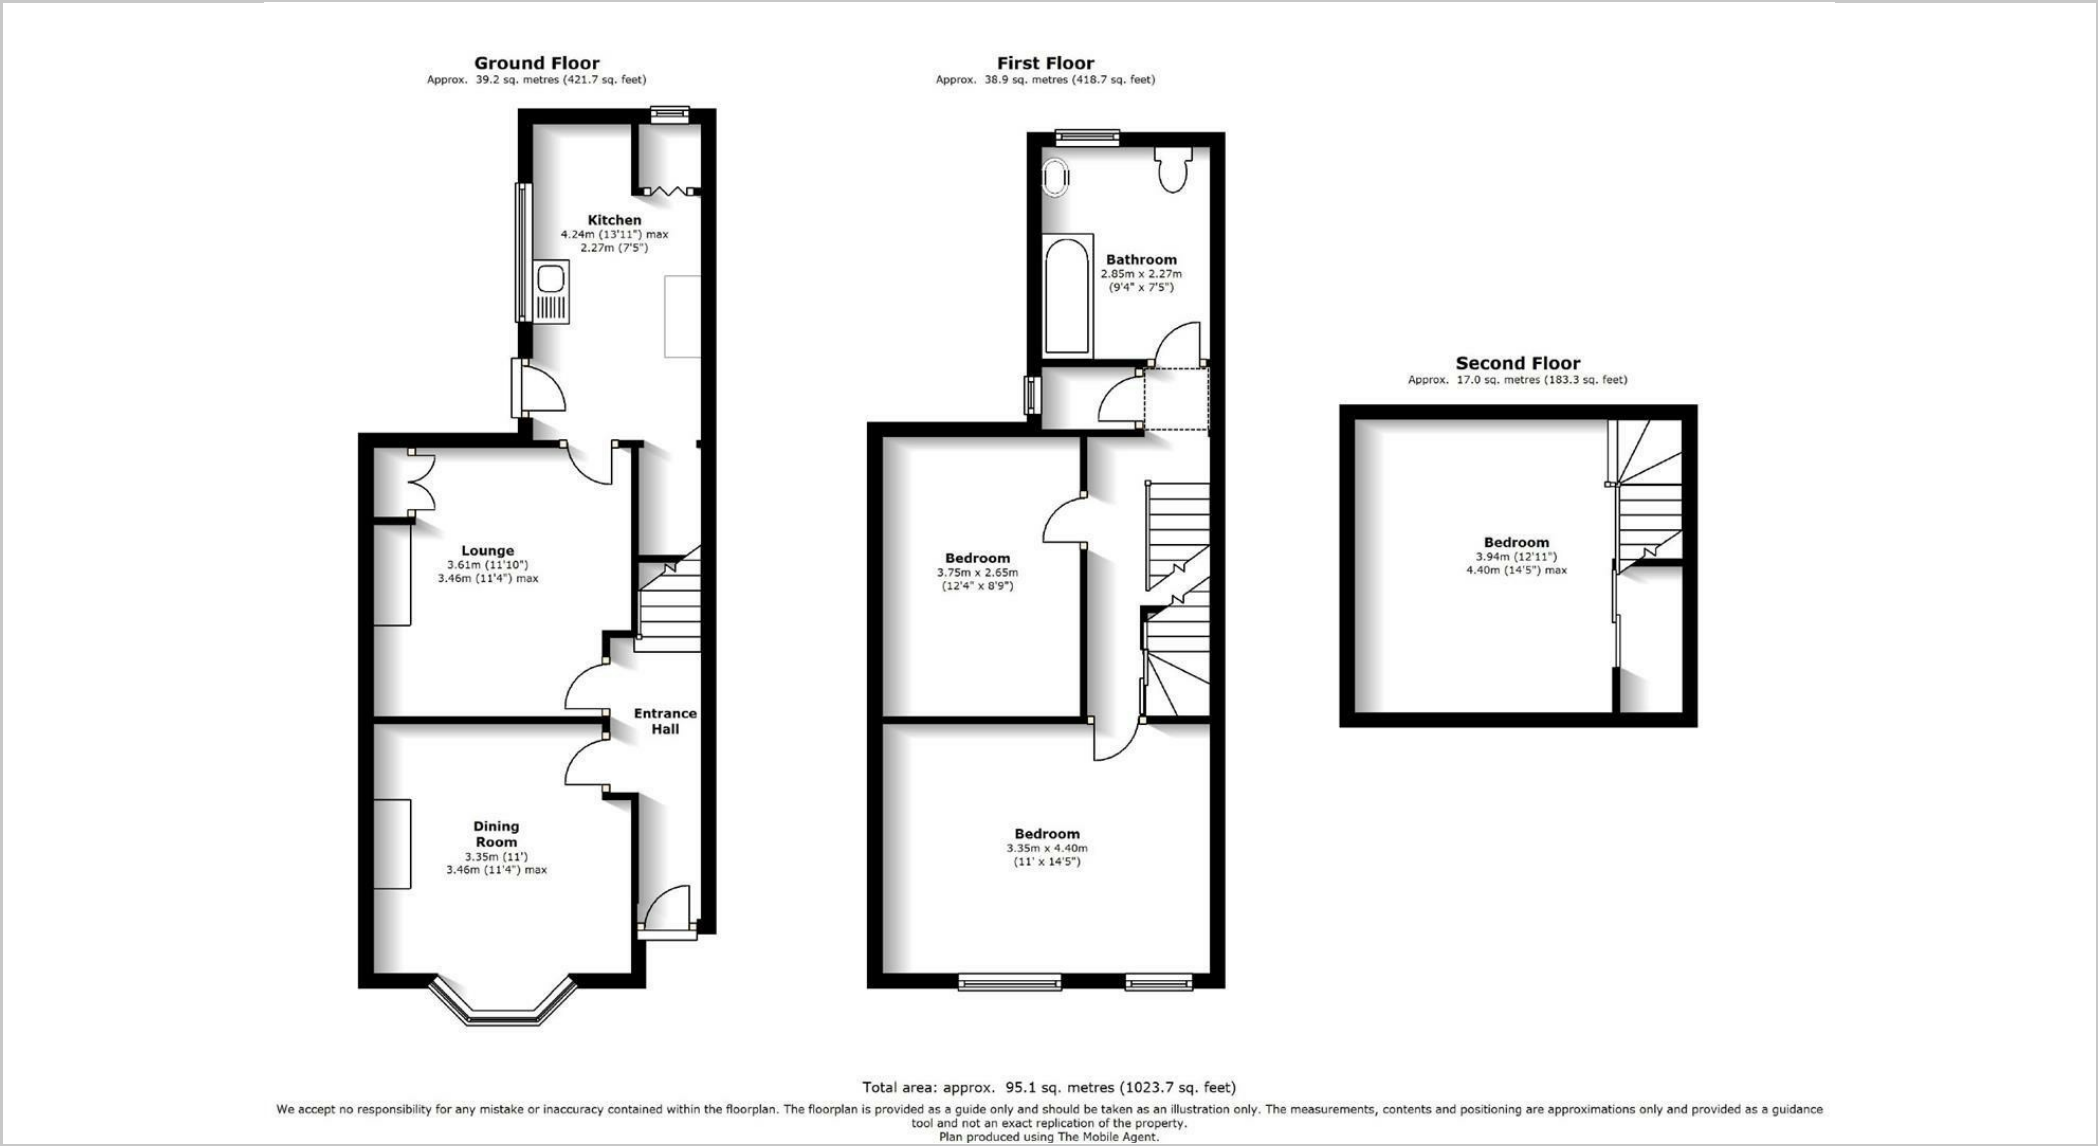 Ground Floor
Approx. 39.2 sq. metres (421.7 sq. feet)
Kitchen
4.24m (13'11") max
2.27m (7'5")
Lounge
3.61m (11'10")
3.46m (11'4") max
Entrance
Hall
Dining
Room
3.35m (11')
3.46m (11'4") max
First Floor
Approx. 38.9 sq. metres (418.7 sq. feet)
Bathroom
2.85m x 2.27m
(9'4" x 7'5")
Bedroom
3.75m x 2.65m
(12'4" x 8'9")
Bedroom
3.35m x 4.40m
(11' x 14'5")
Second Floor
Approx. 17.0 sq. metres (183.3 sq. feet)
Bedroom
3.94m (12'11")
4.40m (14'5") max
Total area: approx. 95.1 sq. metres (1023.7 sq. feet)
We accept no responsibility for any mistake or inaccuracy contained within the floorplan. The floorplan is provided as a guide only and should be taken as an illustration only. The measurements, contents and positioning are approximations only and provided as a guidance
tool and not an exact replication of the property.
Plan produced using The Mobile Agent.